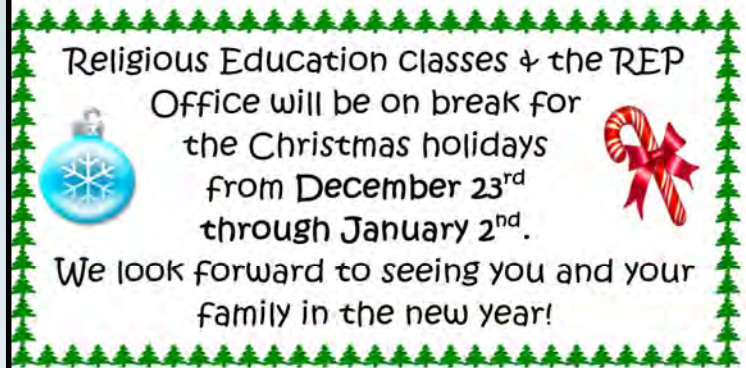 Religious Education classes & the REP
Office will be on break for
the Christmas holidays
from December 23rd
through January 2nd.
We look forward to seeing you and your
family in the new year!